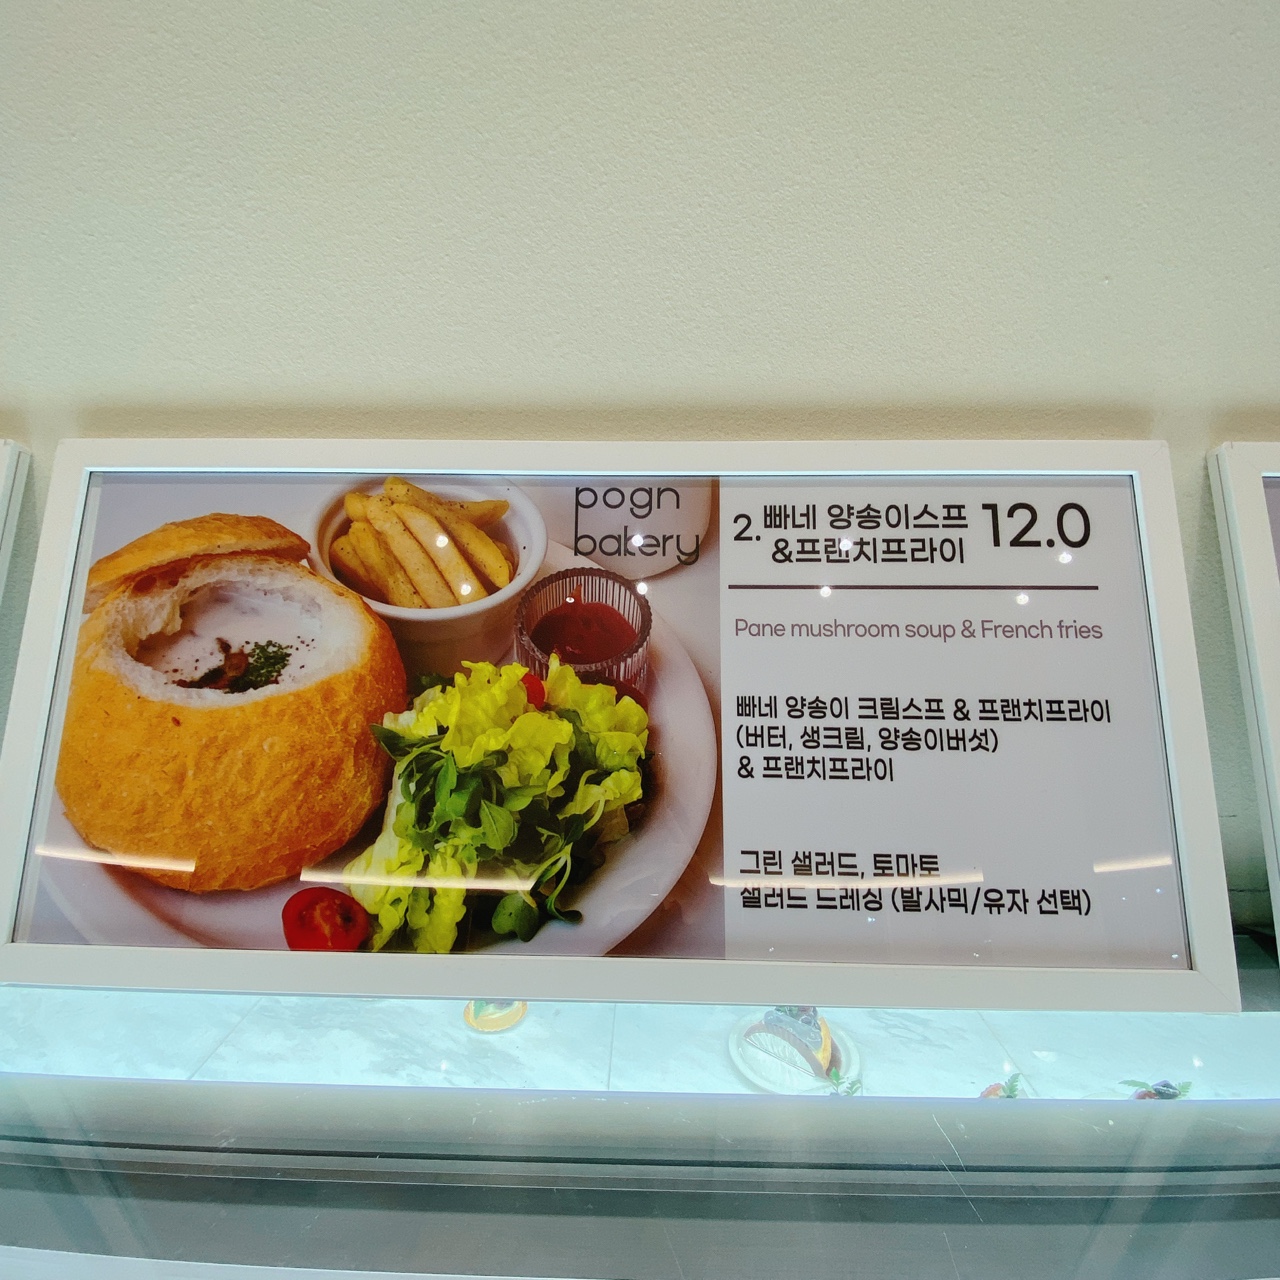 pogn
bakery
2. 빠네 양송이스프 12.0
&프랜치프라이
Pane mushroom soup & French fries
빠네 양송이 크림스프 & 프랜치프라이
(버터, 생크림, 양송이버섯)
& 프랜치프라이
그린 샐러드, 토마토
샐러드 드레싱 (발사믹/유자 선택)